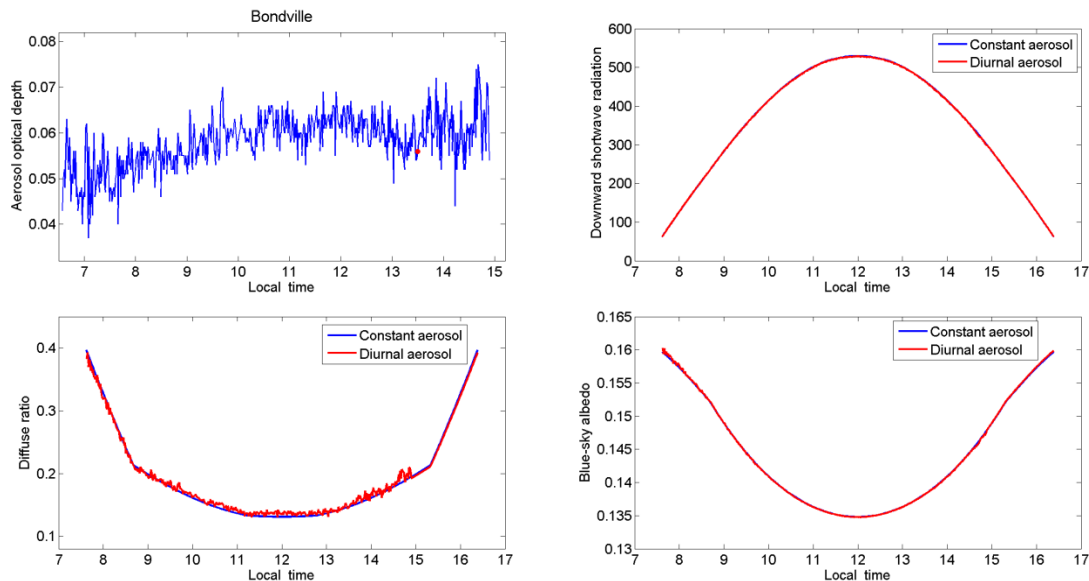 Bondville
Aerosol optical depth
0.08
0.07
0.06
0.05
0.04
7 8 9 10 11 12 13 14 15
Local time
Downward shortwave radiation
600
500
400
300
200
100
0
Constant aerosol
Diurnal aerosol
7 8 9 10 11 12 13 14 15 16 17
Local time
Diffuse ratio
0.4
0.3
0.2
0.1
Constant aerosol
Diurnal aerosol
7 8 9 10 11 12 13 14 15 16 17
Local time
Blue-sky albedo
0.165
0.16
0.155
0.15
0.145
0.14
0.135
0.13
Constant aerosol
Diurnal aerosol
7 8 9 10 11 12 13 14 15 16 17
Local time